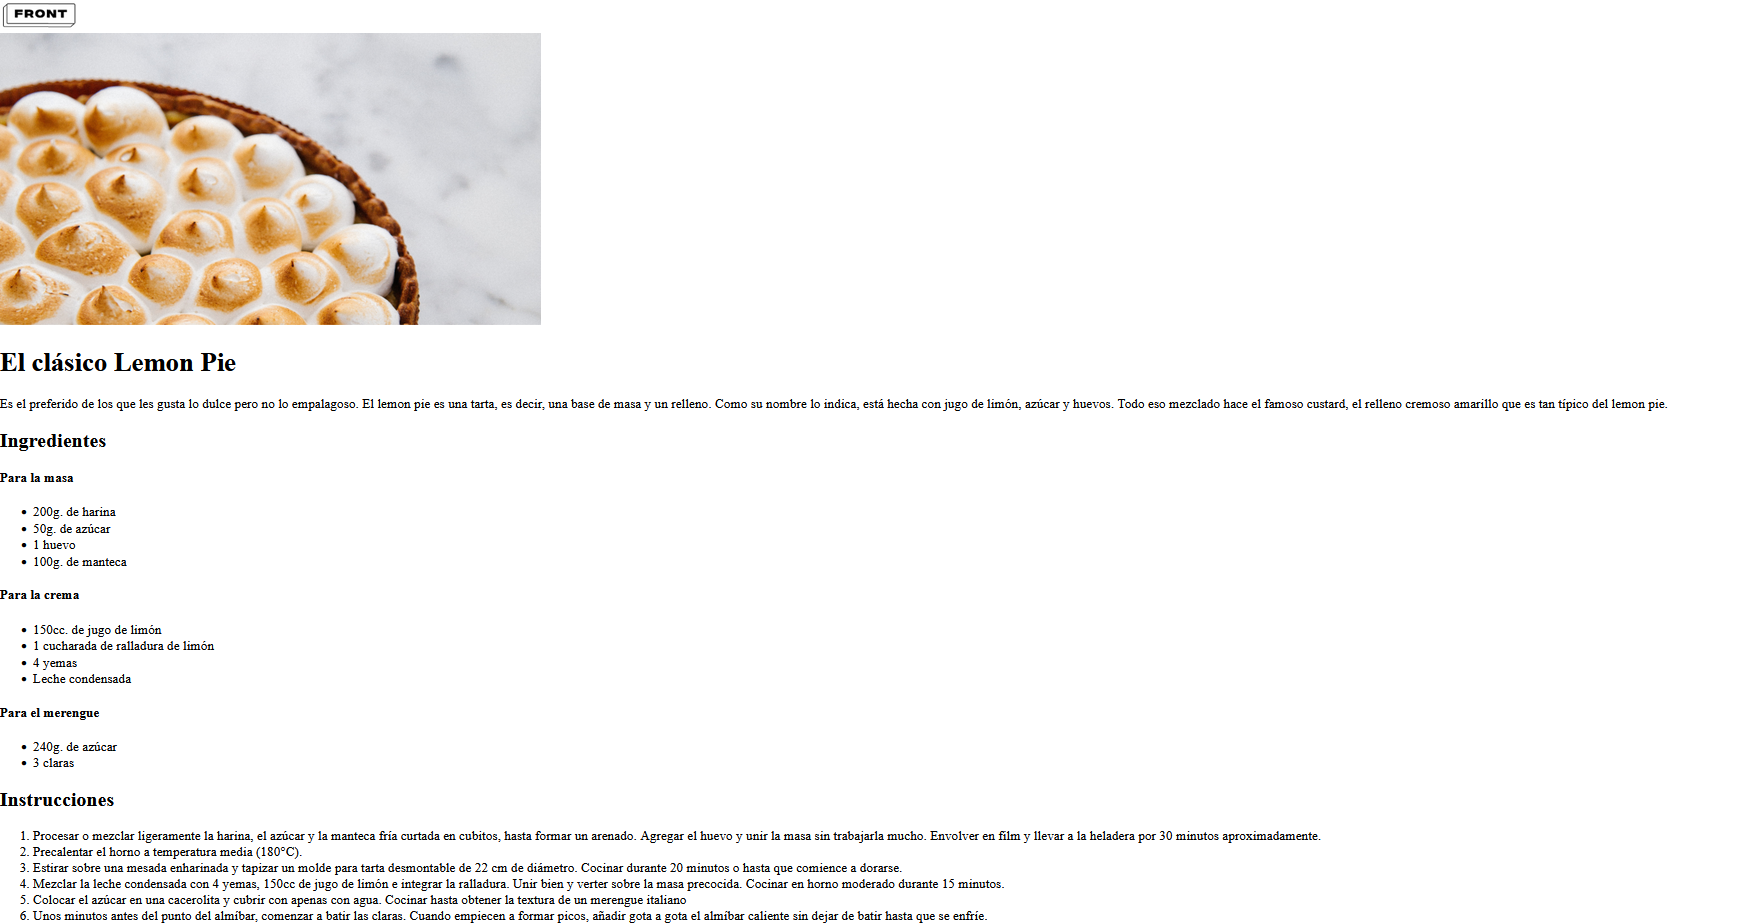 FRONT
El clásico Lemon Pie
Es el preferido de los que les gusta lo dulce pero no lo empalagoso. El lemon pie es una tarta, es decir, una base de masa y un relleno. Como su nombre lo indica, está hecha con jugo de limón, azúcar y huevos. Todo eso mezclado hace el famoso custard, el relleno cremoso amarillo que es tan típico del lemon pie.
Ingredientes
Para la masa
• 200g. de harina
• 50g. de azúcar
• 1 huevo
• 100g. de manteca
Para la crema
• 150cc. de jugo de limón
• 1 cucharada de ralladura de limón
• 4 yemas
• Leche condensada
Para el merengue
• 240g. de azúcar
• 3 claras
Instrucciones
1. Procesar o mezclar ligeramente la harina, el azúcar y la manteca fría curtada en cubitos, hasta formar un arenado. Agregar el huevo y unir la masa sin trabajarla mucho. Envolver en film y llevar a la heladera por 30 minutos aproximadamente.
2. Precalentar el horno a temperatura media (180°C).
3. Estirar sobre una mesada enharinada y tapizar un molde para tarta desmontable de 22 cm de diámetro. Cocinar durante 20 minutos o hasta que comience a dorarse.
4. Mezclar la leche condensada con 4 yemas, 150cc de jugo de limón e integrar la ralladura. Unir bien y verter sobre la masa precocida. Cocinar en horno moderado durante 15 minutos.
5. Colocar el azúcar en una cacerolita y cubrir con apenas con agua. Cocinar hasta obtener la textura de un merengue italiano
6. Unos minutos antes del punto del almíbar, comenzar a batir las claras. Cuando empiecen a formar picos, añadir gota a gota el almíbar caliente sin dejar de batir hasta que se enfríe.